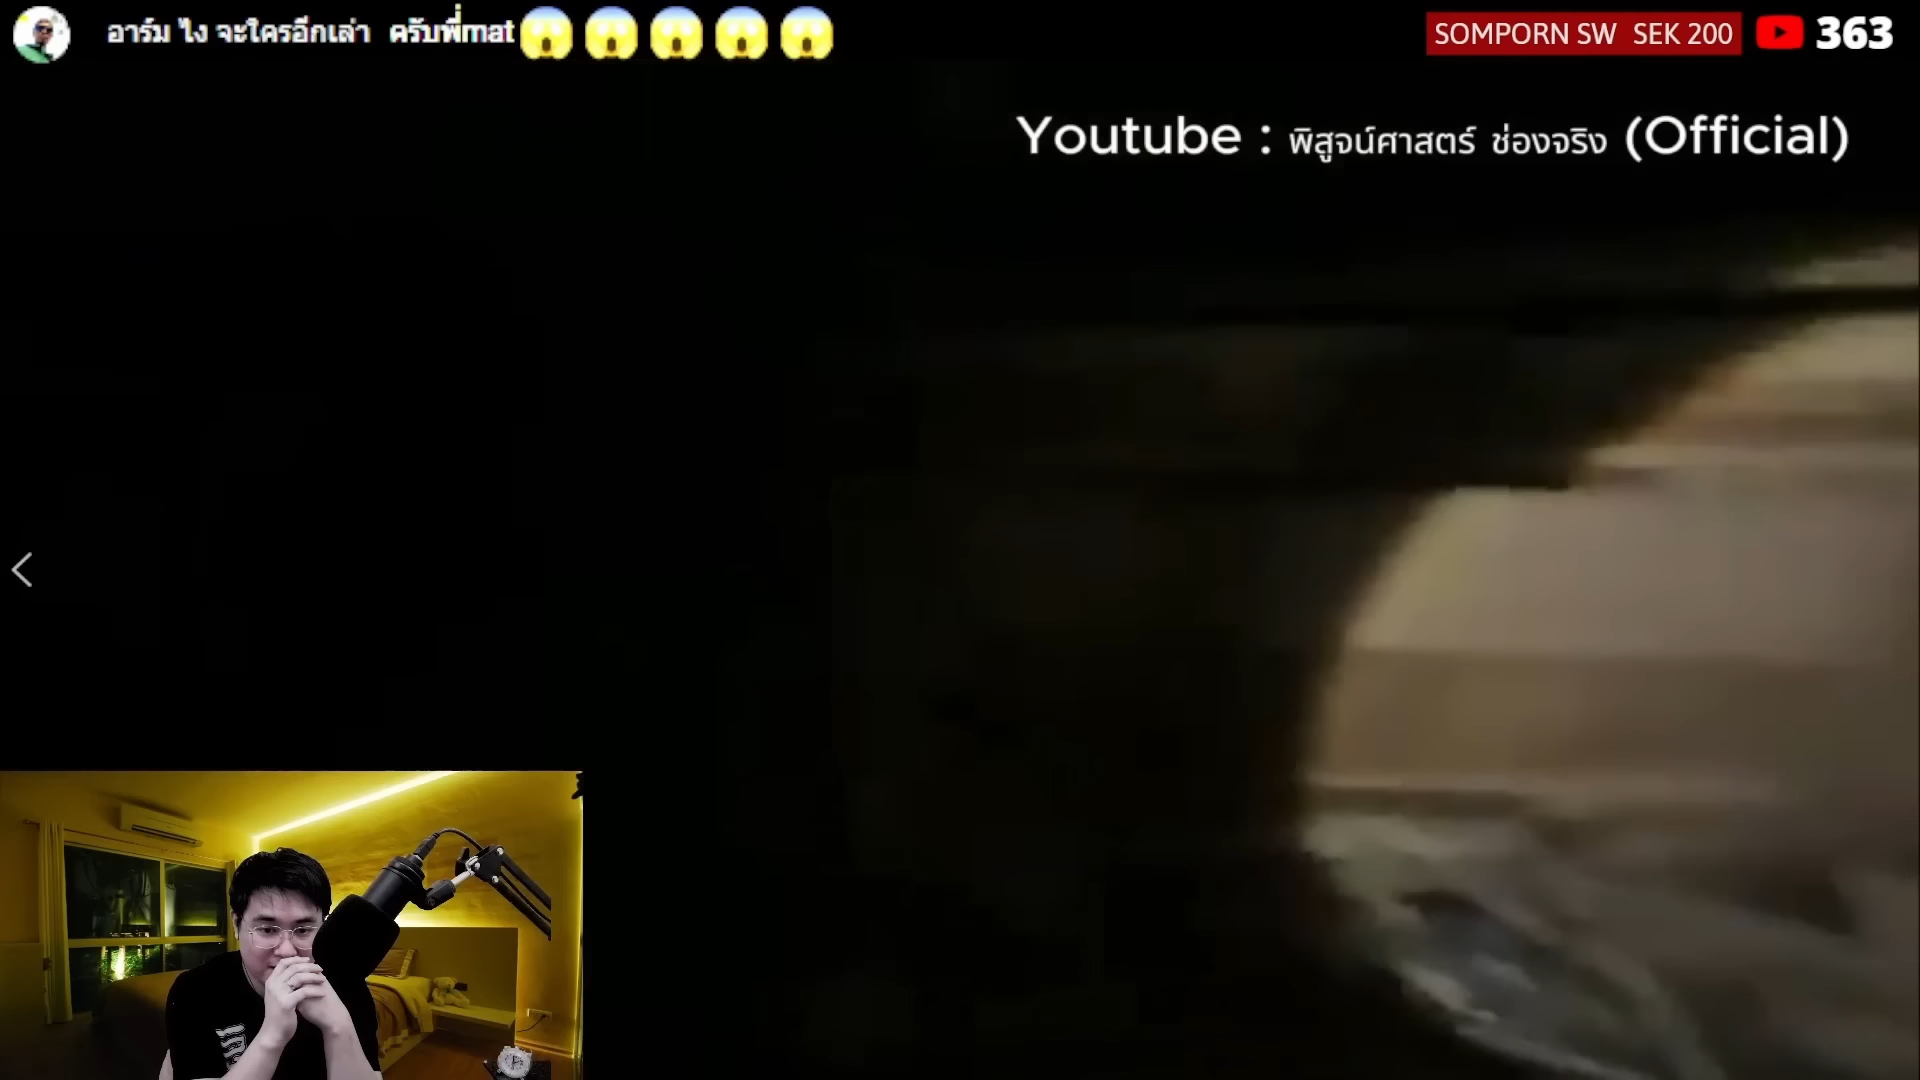 อาร์ม ไง จะใครอีกเล่า ครับพี่mat😱😱😱😱😱
SOMPORN SW SEK 200
363
Youtube : พิสูจน์ศาสตร์ ช่องจริง (Official)